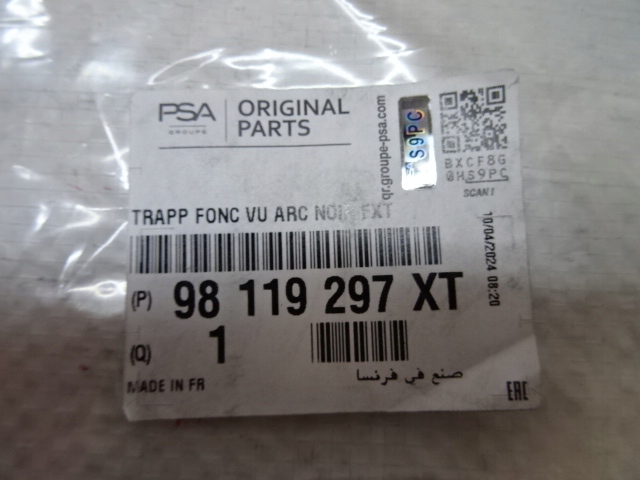 PSA
GROUPE
ORIGINAL
PARTS
qr.groupe-psa.com
S9PC
BXCF8G
0HS9PC
SCAN!
TRAPP FONC VU ARC NOIR FXT
10/04/2024 08:20
(P) 98 119 297 XT
(Q) 1
صنع في فرنسا
MADE IN FR
EAC